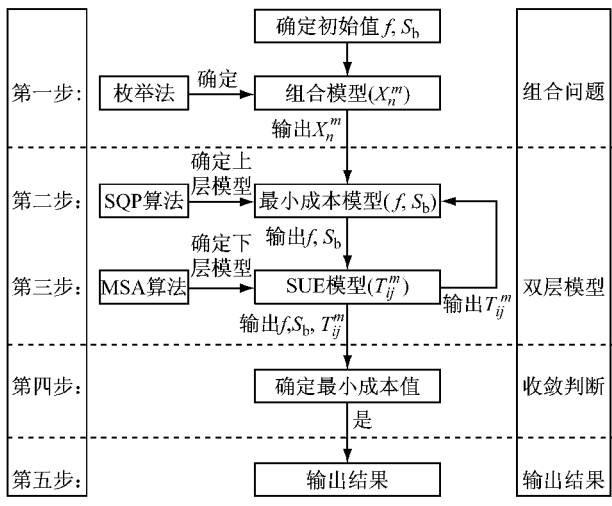 确定初始值 f, S_b
第一步:
枚举法
确定
组合模型(X_n^m)
组合问题
输出X_n^m
第二步:
SQP算法
确定上
层模型
最小成本模型(f, S_b)
输出f, S_b
第三步:
MSA算法
确定下
层模型
SUE模型(T_ij^m)
输出T_ij^m
双层模型
输出f,S_b, T_ij^m
第四步:
确定最小成本值
收敛判断
是
第五步:
输出结果
输出结果